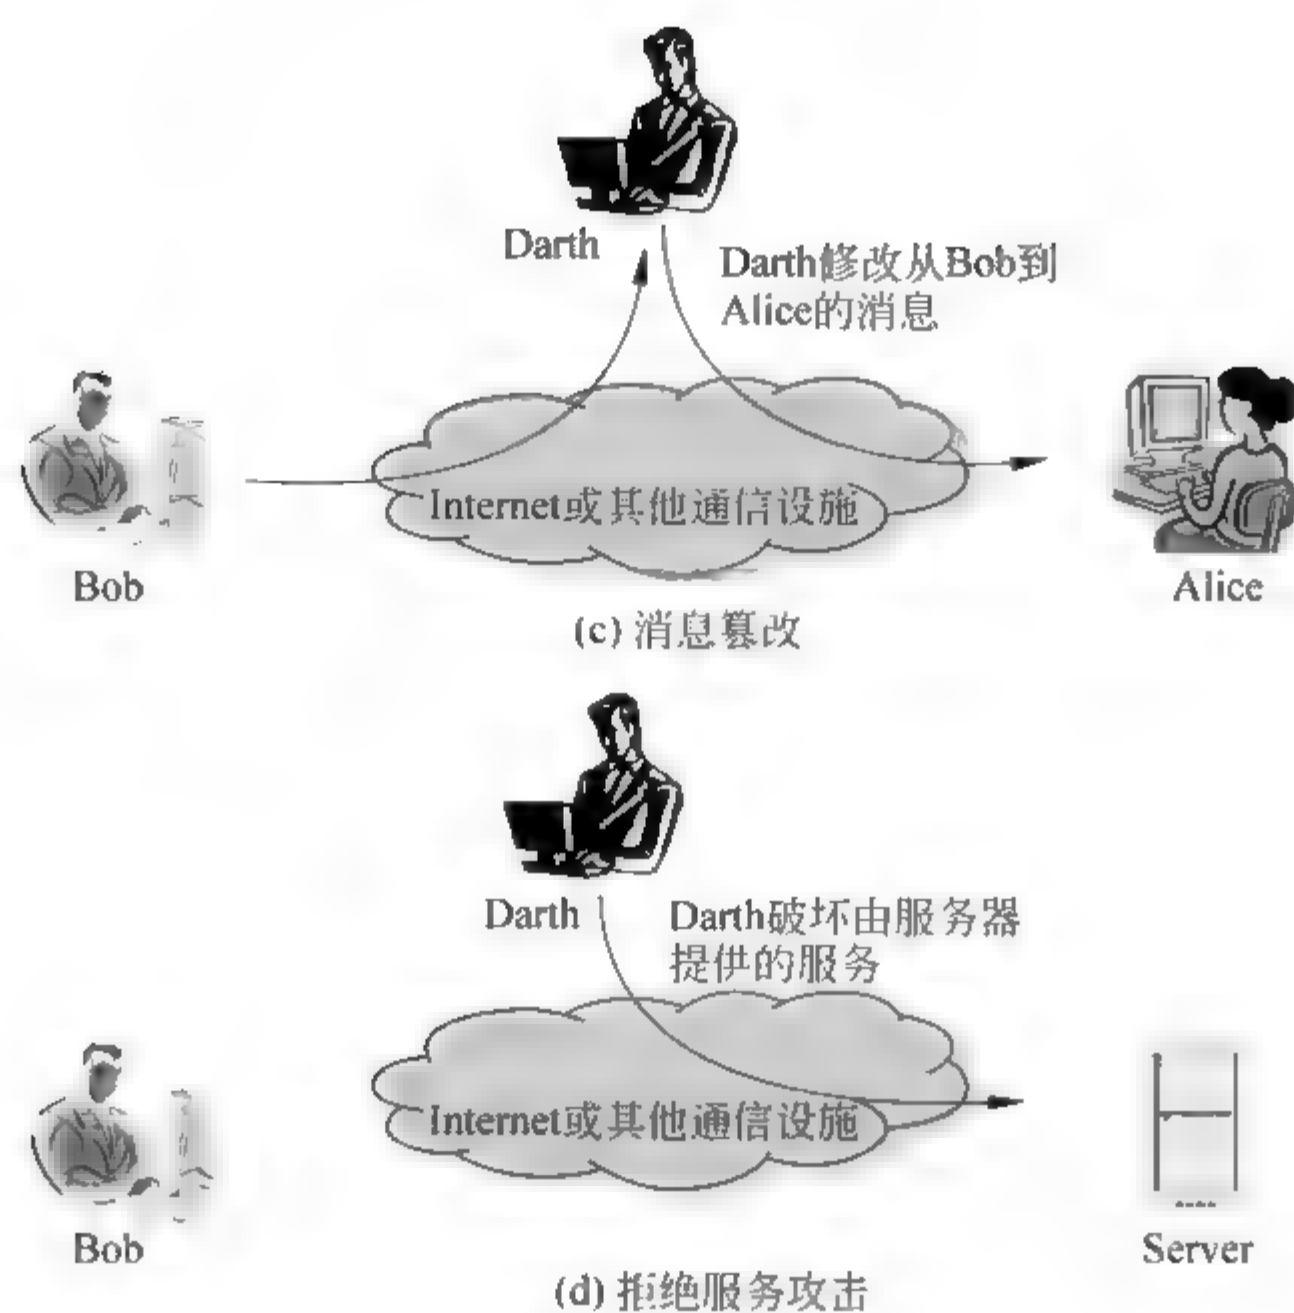 Darth
Darth修改从Bob到
Alice的消息
Internet或其他通信设施
Bob
Alice
(c) 消息篡改
Darth
Darth破坏由服务器
提供的服务
Internet或其他通信设施
Bob
Server
(d) 拒绝服务攻击